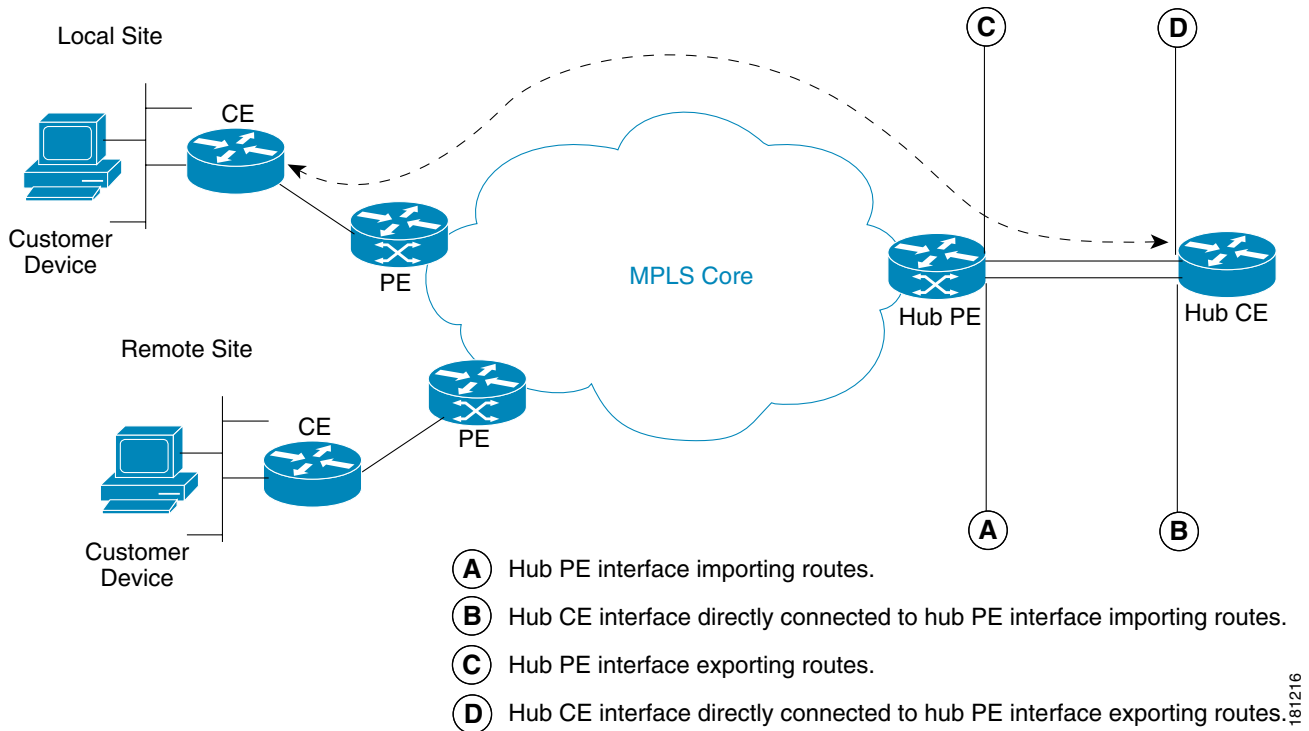 Local Site
C
D
CE
Customer
Device
PE
MPLS Core
Hub PE
Hub CE
Remote Site
CE
PE
Customer
Device
A
B
A Hub PE interface importing routes.
B Hub CE interface directly connected to hub PE interface importing routes.
C Hub PE interface exporting routes.
D Hub CE interface directly connected to hub PE interface exporting routes.
181216